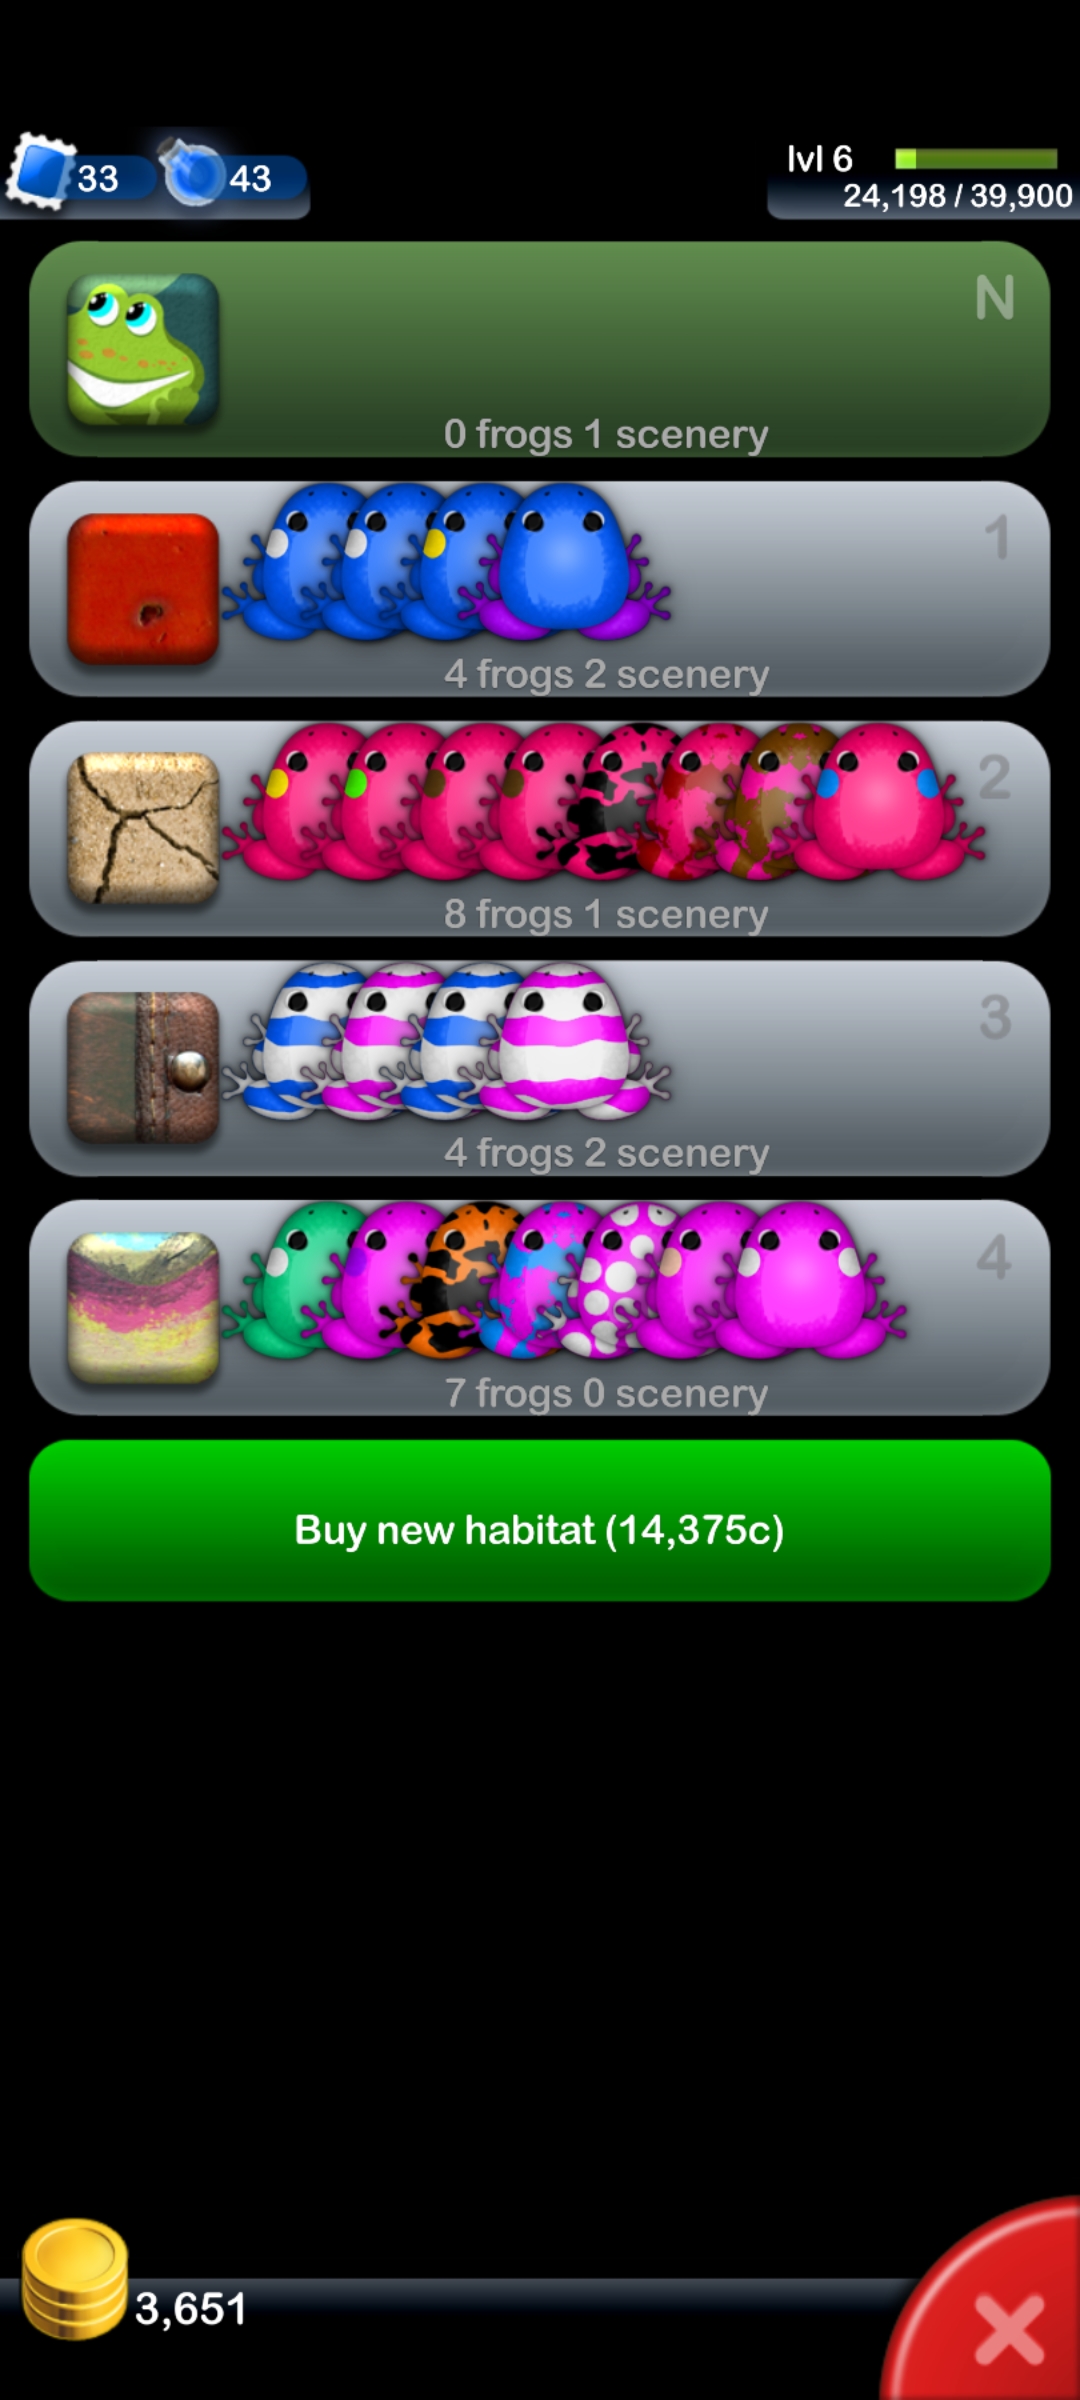 33
43
lvl 6
24,198 / 39,900
N
0 frogs 1 scenery
1
4 frogs 2 scenery
2
8 frogs 1 scenery
3
4 frogs 2 scenery
4
7 frogs 0 scenery
Buy new habitat (14,375c)
3,651